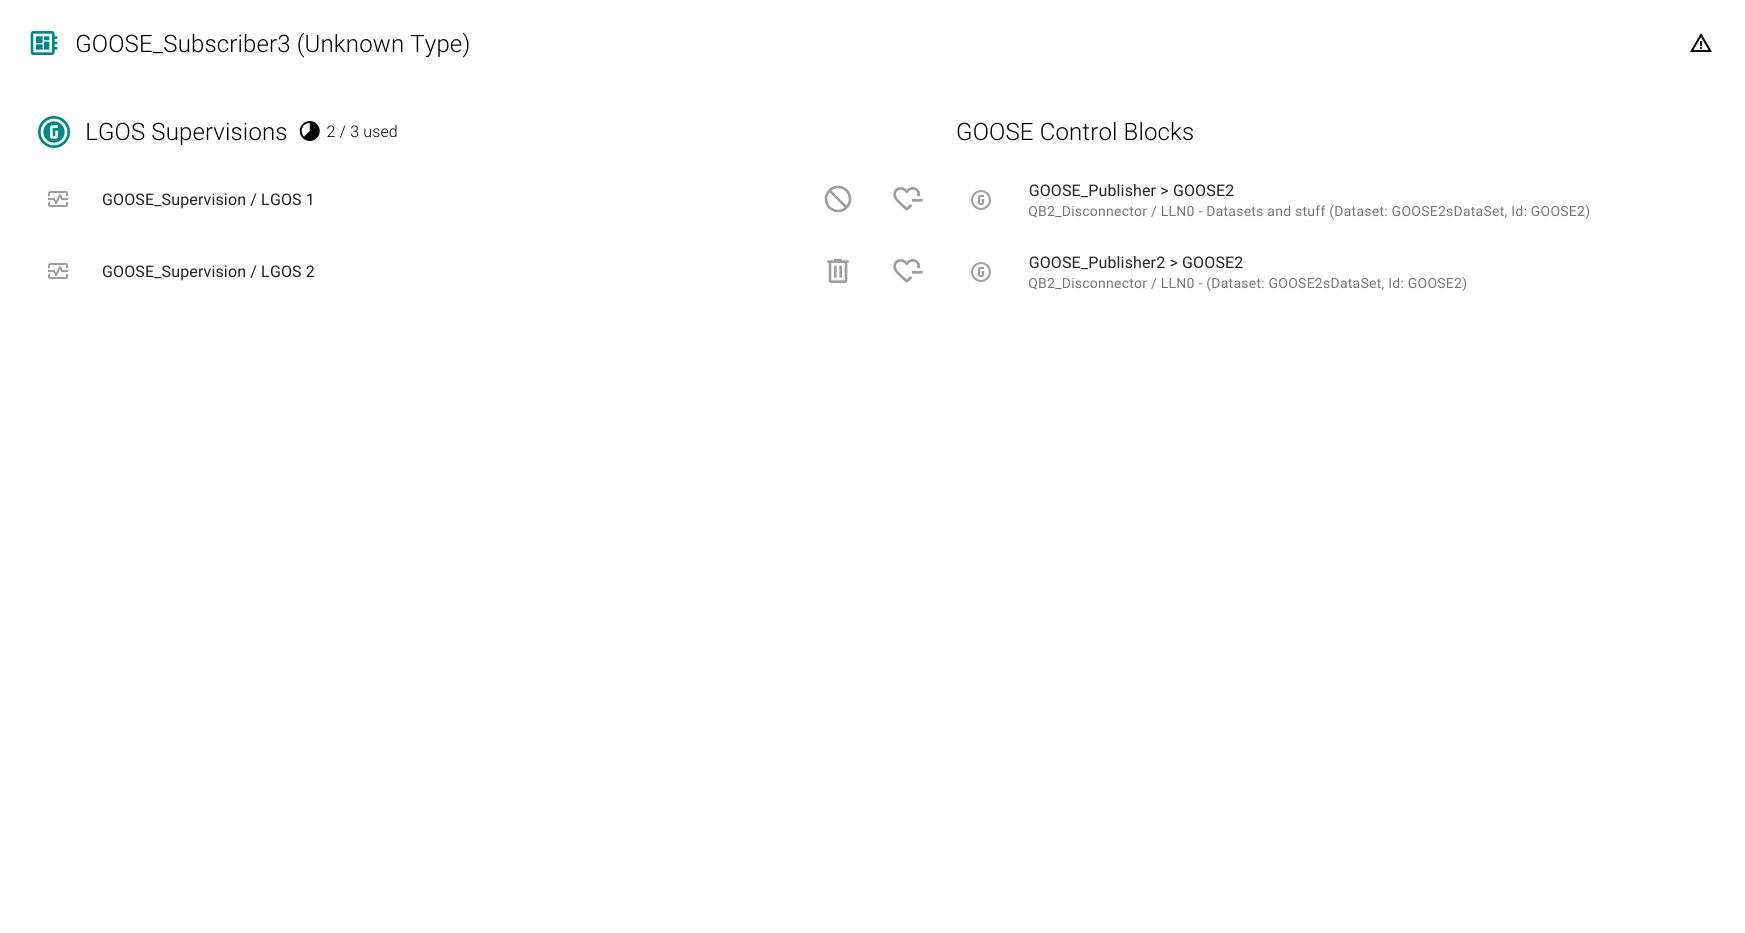 GOOSE_Subscriber3 (Unknown Type)
LGOS Supervisions 2 / 3 used
GOOSE Control Blocks
GOOSE_Supervision / LGOS 1
GOOSE_Publisher > GOOSE2
QB2_Disconnector / LLN0 - Datasets and stuff (Dataset: GOOSE2sDataSet, Id: GOOSE2)
GOOSE_Supervision / LGOS 2
GOOSE_Publisher2 > GOOSE2
QB2_Disconnector / LLN0 - (Dataset: GOOSE2sDataSet, Id: GOOSE2)